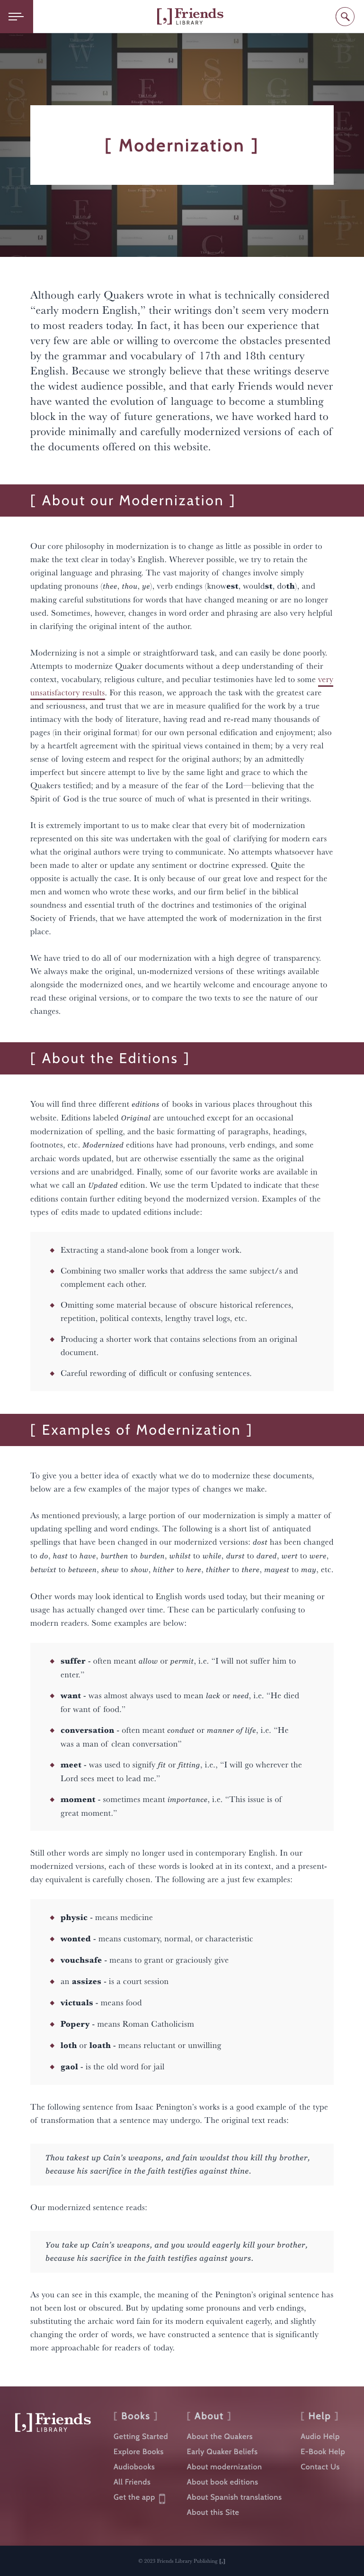 [,] Friends
LIBRARY
[ Modernization ]
Although early Quakers wrote in what is technically considered
“early modern English,” their writings don’t seem very modern
to most readers today. In fact, it has been our experience that
very few are able or willing to overcome the obstacles presented
by the grammar and vocabulary of 17th and 18th century
English. Because we strongly believe that these writings deserve
the widest audience possible, and that early Friends would never
have wanted the evolution of language to become a stumbling
block in the way of future generations, we have worked hard to
provide minimally and carefully modernized versions of each of
the documents offered on this website.
[ About our Modernization ]
Our core philosophy in modernization is to change as little as possible in order to
make the text clear in today’s English. Wherever possible, we try to retain the
original language and phrasing. The vast majority of changes involve simply
updating pronouns (thee, thou, ye), verb endings (knowest, wouldst, doth), and
making careful substitutions for words that have changed meaning or are no longer
used. Sometimes, however, changes in word order and phrasing are also very helpful
in clarifying the original intent of the author.
Modernizing is not a simple or straightforward task, and can easily be done poorly.
Attempts to modernize Quaker documents without a deep understanding of their
context, vocabulary, religious culture, and peculiar testimonies have led to some very
unsatisfactory results. For this reason, we approach the task with the greatest care
and seriousness, and trust that we are in measure qualified for the work by a true
intimacy with the body of literature, having read and re-read many thousands of
pages (in their original format) for our own personal edification and enjoyment; also
by a heartfelt agreement with the spiritual views contained in them; by a very real
sense of loving esteem and respect for the original authors; by an admittedly
imperfect but sincere attempt to live by the same light and grace to which the
Quakers testified; and by a measure of the fear of the Lord—believing that the
Spirit of God is the true source of much of what is presented in their writings.
It is extremely important to us to make clear that every bit of modernization
represented on this site was undertaken with the goal of clarifying for modern ears
what the original authors were trying to communicate. No attempts whatsoever have
been made to alter or update any sentiment or doctrine expressed. Quite the
opposite is actually the case. It is only because of our great love and respect for the
men and women who wrote these works, and our firm belief in the biblical
soundness and essential truth of the doctrines and testimonies of the original
Society of Friends, that we have attempted the work of modernization in the first
place.
We have tried to do all of our modernization with a high degree of transparency.
We always make the original, un-modernized versions of these writings available
alongside the modernized ones, and we heartily welcome and encourage anyone to
read these original versions, or to compare the two texts to see the nature of our
changes.
[ About the Editions ]
You will find three different editions of books in various places throughout this
website. Editions labeled Original are untouched except for an occasional
modernization of spelling, and the basic formatting of paragraphs, headings,
footnotes, etc. Modernized editions have had pronouns, verb endings, and some
archaic words updated, but are otherwise essentially the same as the original
versions and are unabridged. Finally, some of our favorite works are available in
what we call an Updated edition. We use the term Updated to indicate that these
editions contain further editing beyond the modernized version. Examples of the
types of edits made to updated editions include:
Extracting a stand-alone book from a longer work.
Combining two smaller works that address the same subject/s and
complement each other.
Omitting some material because of obscure historical references,
repetition, political contexts, lengthy travel logs, etc.
Producing a shorter work that contains selections from an original
document.
Careful rewording of difficult or confusing sentences.
[ Examples of Modernization ]
To give you a better idea of exactly what we do to modernize these documents,
below are a few examples of the major types of changes we make.
As mentioned previously, a large portion of our modernization is simply a matter of
updating spelling and word endings. The following is a short list of antiquated
spellings that have been changed in our modernized versions: dost has been changed
to do, hast to have, burthen to burden, whilst to while, durst to dared, wert to were,
betwixt to between, shew to show, hither to here, thither to there, mayest to may, etc.
Other words may look identical to English words used today, but their meaning or
usage has actually changed over time. These can be particularly confusing to
modern readers. Some examples are below:
suffer - often meant allow or permit, i.e. “I will not suffer him to
enter.”
want - was almost always used to mean lack or need, i.e. “He died
for want of food.”
conversation - often meant conduct or manner of life, i.e. “He
was a man of clean conversation”
meet - was used to signify fit or fitting, i.e., “I will go wherever the
Lord sees meet to lead me.”
moment - sometimes meant importance, i.e. “This issue is of
great moment.”
Still other words are simply no longer used in contemporary English. In our
modernized versions, each of these words is looked at in its context, and a present-
day equivalent is carefully chosen. The following are a just few examples:
physic - means medicine
wonted - means customary, normal, or characteristic
vouchsafe - means to grant or graciously give
an assizes - is a court session
victuals - means food
Popery - means Roman Catholicism
loth or loath - means reluctant or unwilling
gaol - is the old word for jail
The following sentence from Isaac Penington’s works is a good example of the type
of transformation that a sentence may undergo. The original text reads:
Thou takest up Cain’s weapons, and fain wouldst thou kill thy brother,
because his sacrifice in the faith testifies against thine.
Our modernized sentence reads:
You take up Cain’s weapons, and you would eagerly kill your brother,
because his sacrifice in the faith testifies against yours.
As you can see in this example, the meaning of the Penington’s original sentence has
not been lost or obscured. But by updating some pronouns and verb endings,
substituting the archaic word fain for its modern equivalent eagerly, and slightly
changing the order of words, we have constructed a sentence that is significantly
more approachable for readers of today.
[,] Friends
LIBRARY
[ Books ]
Getting Started
Explore Books
Audiobooks
All Friends
Get the app
[ About ]
About the Quakers
Early Quaker Beliefs
About modernization
About book editions
About Spanish translations
About this Site
[ Help ]
Audio Help
E-Book Help
Contact Us
© 2021 Friends Library Publishing [,]